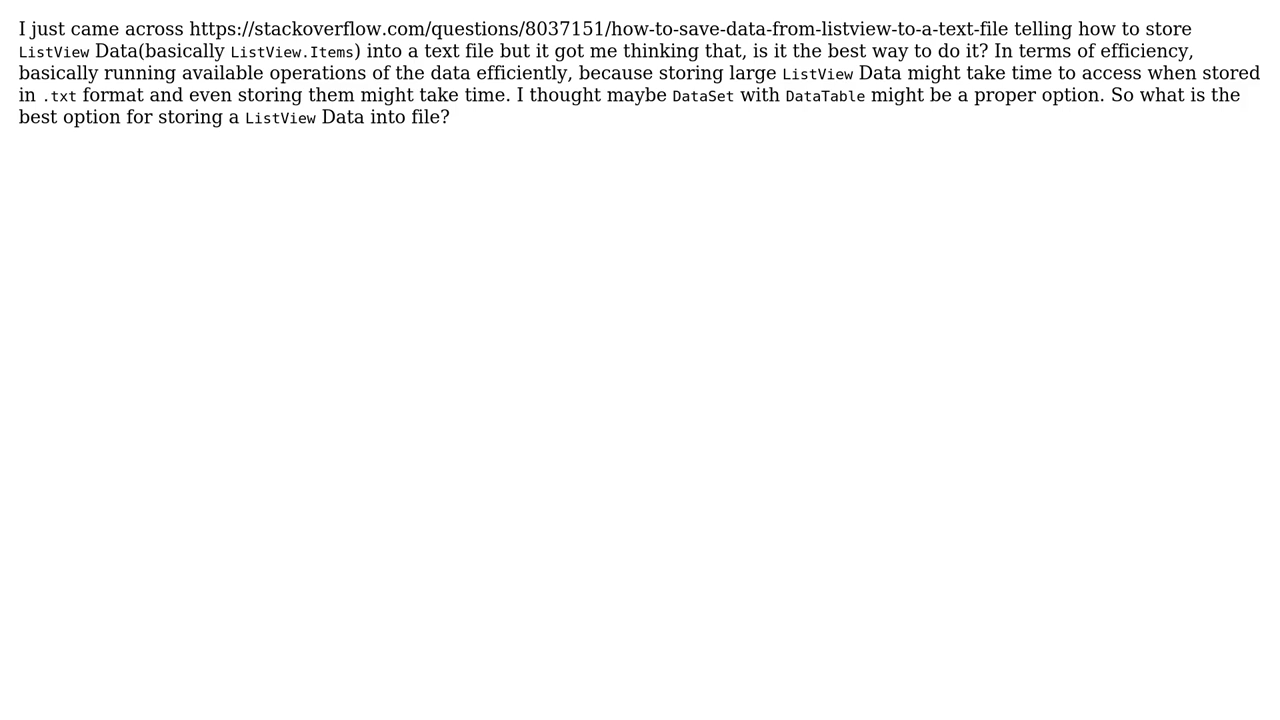 I just came across https://stackoverflow.com/questions/8037151/how-to-save-data-from-listview-to-a-text-file telling how to store
ListView Data(basically ListView.Items) into a text file but it got me thinking that, is it the best way to do it? In terms of efficiency,
basically running available operations of the data efficiently, because storing large ListView Data might take time to access when stored
in .txt format and even storing them might take time. I thought maybe DataSet with DataTable might be a proper option. So what is the
best option for storing a ListView Data into file?